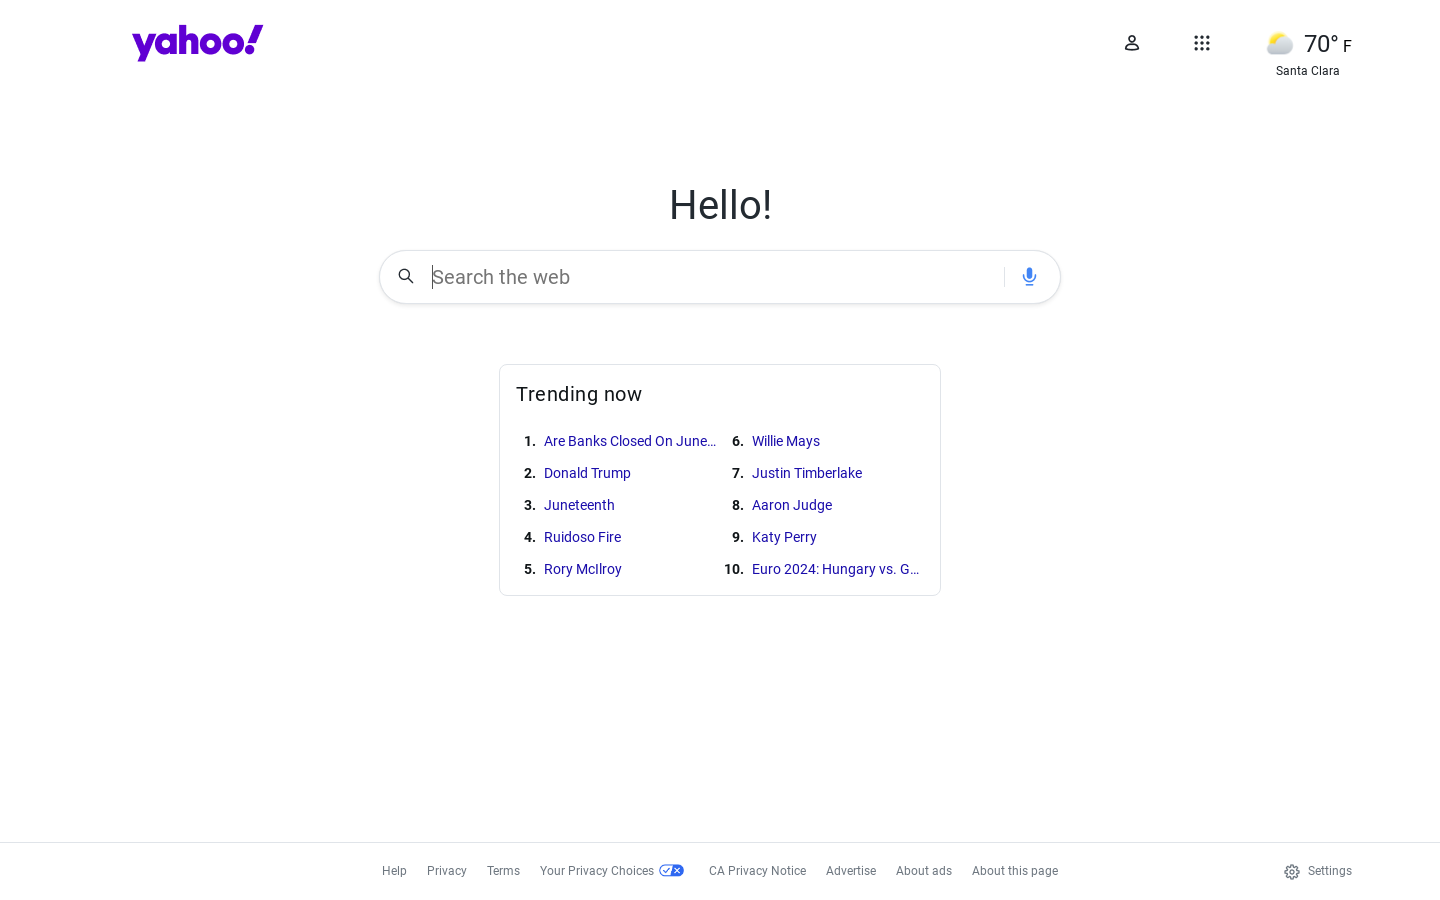 yahoo!
70° F
Santa Clara
Hello!
Search the web
Trending now
1. Are Banks Closed On June...
2. Donald Trump
3. Juneteenth
4. Ruidoso Fire
5. Rory McIlroy
6. Willie Mays
7. Justin Timberlake
8. Aaron Judge
9. Katy Perry
10. Euro 2024: Hungary vs. G...
Help Privacy Terms Your Privacy Choices CA Privacy Notice Advertise About ads About this page Settings